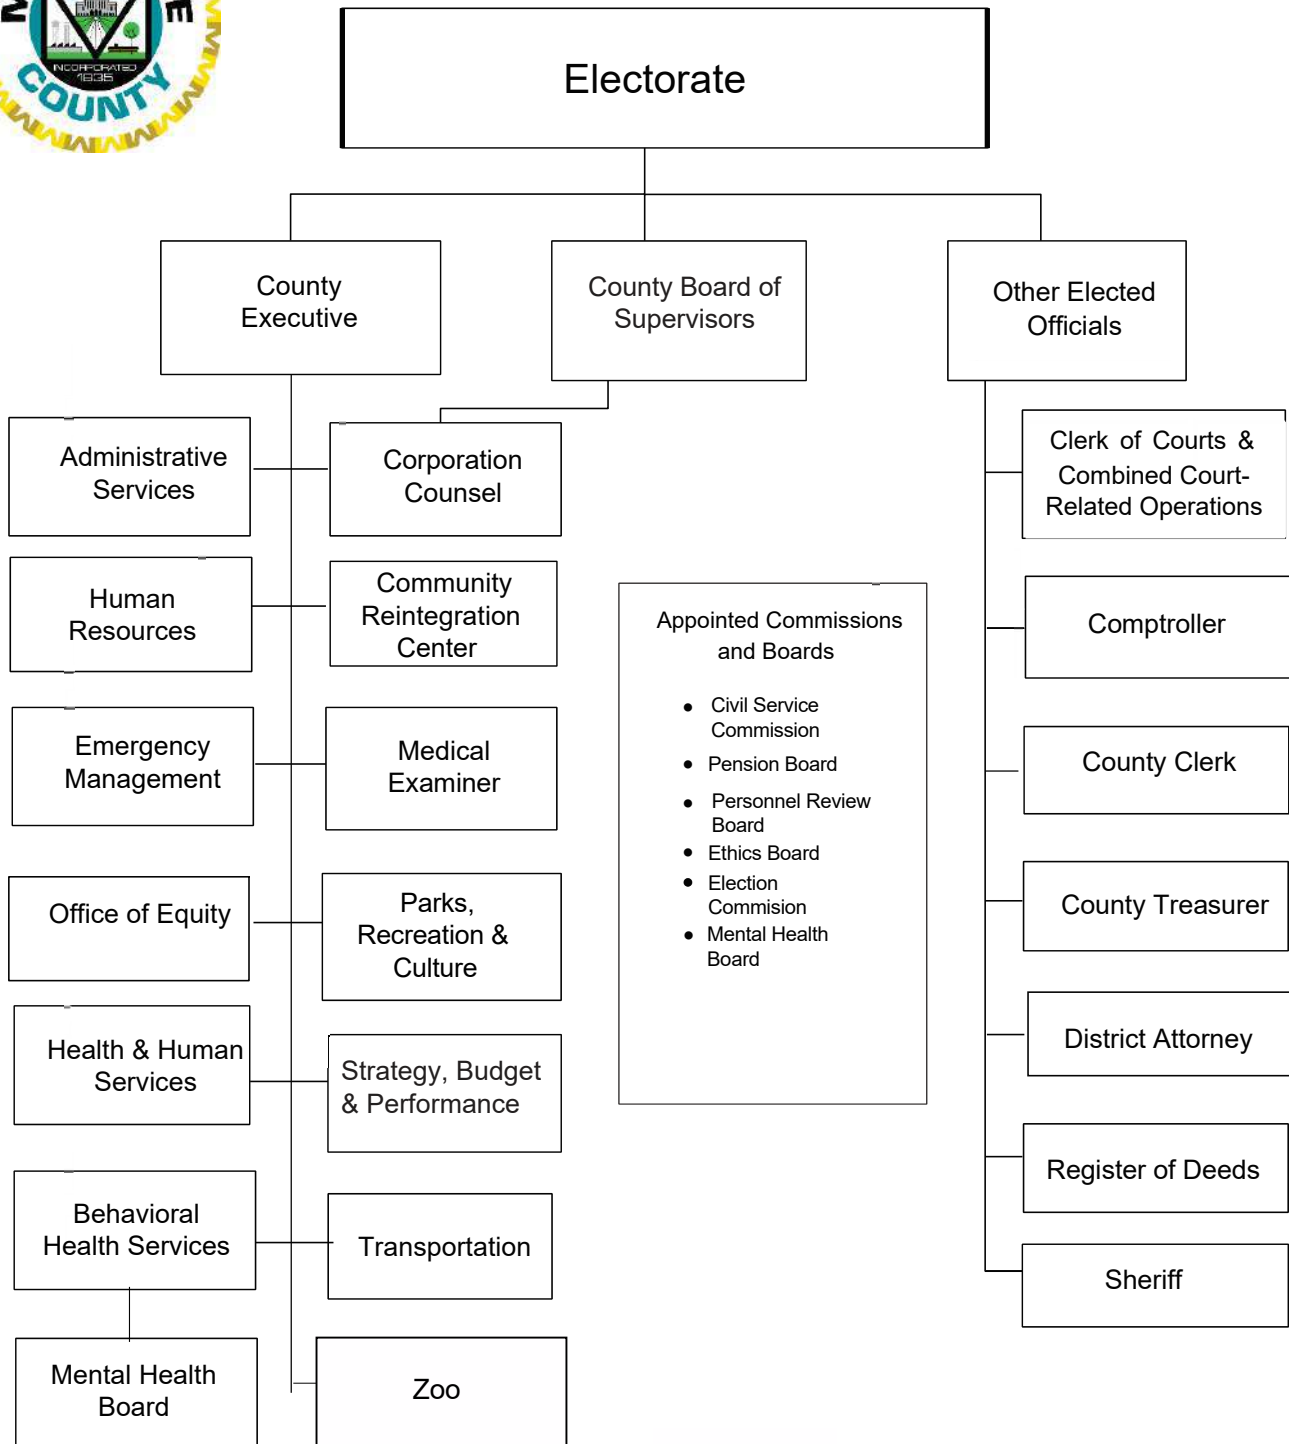 INCORPORATED
1835
COUNTY
Electorate
County
Executive
County Board of
Supervisors
Other Elected
Officials
Administrative
Services
Corporation
Counsel
Clerk of Courts &
Combined Court-
Related Operations
Human
Resources
Community
Reintegration
Center
Appointed Commissions
and Boards
• Civil Service
Commission
• Pension Board
• Personnel Review
Board
• Ethics Board
• Election
Commision
• Mental Health
Board
Comptroller
Emergency
Management
Medical
Examiner
County Clerk
Office of Equity
Parks,
Recreation &
Culture
County Treasurer
Health & Human
Services
Strategy, Budget
& Performance
District Attorney
Behavioral
Health Services
Transportation
Register of Deeds
Sheriff
Mental Health
Board
Zoo